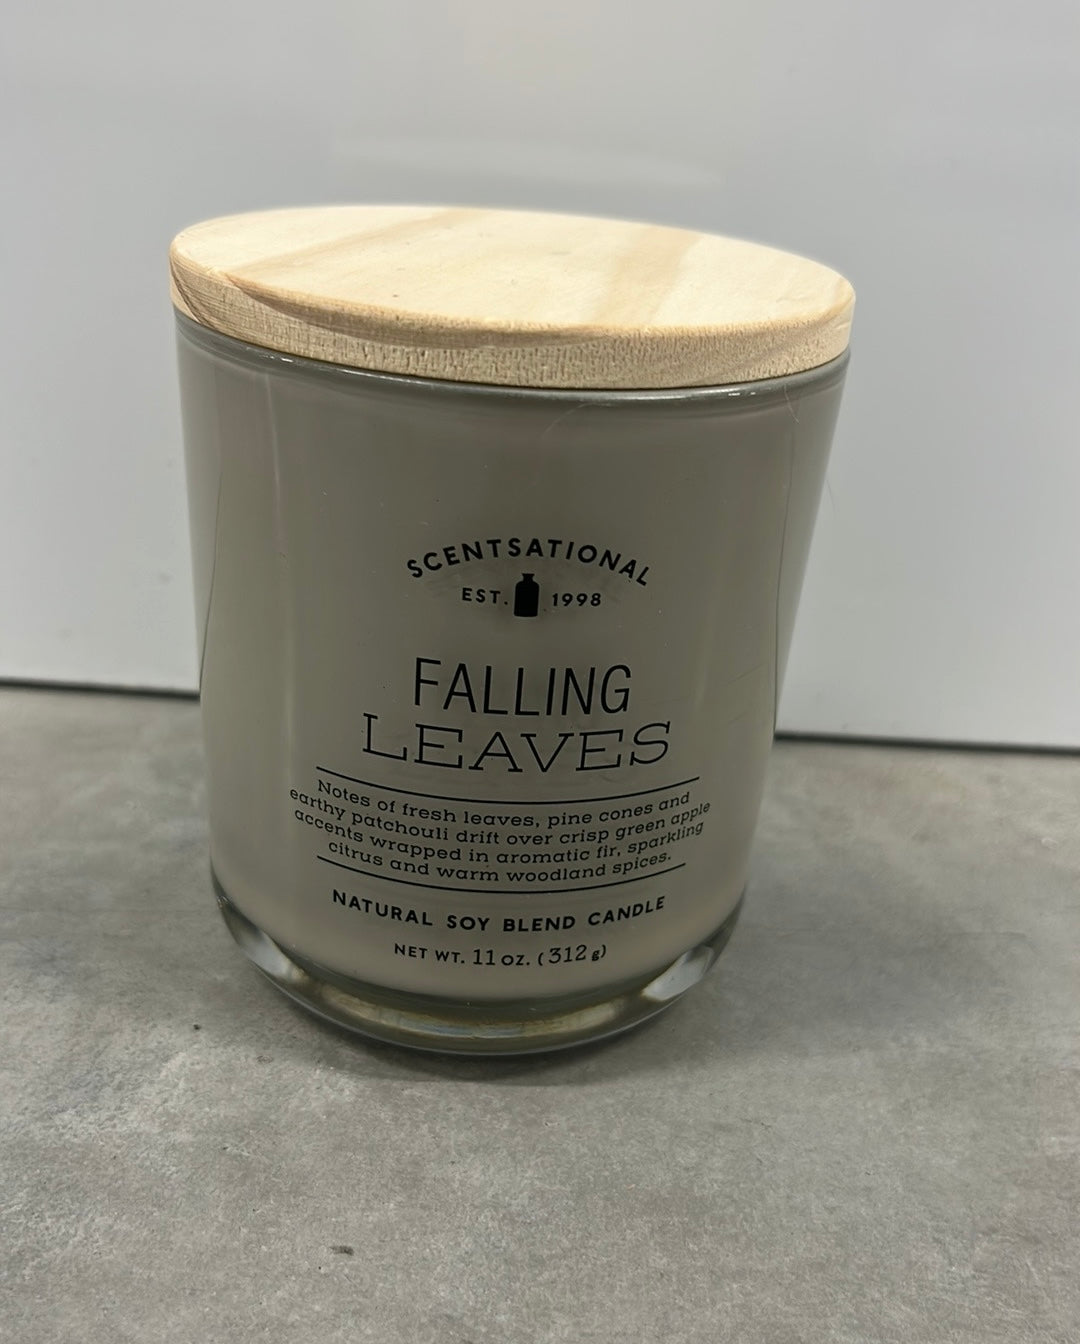 SCENTSATIONAL
EST. 1998
FALLING
LEAVES
Notes of fresh leaves, pine cones and
earthy patchouli drift over crisp green apple
accents wrapped in aromatic fir, sparkling
citrus and warm woodland spices.
NATURAL SOY BLEND CANDLE
NET WT. 11 OZ. (312 g)